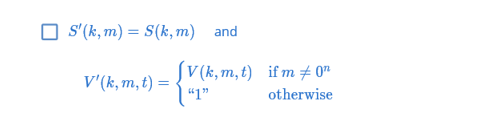 S′(k, m) = S(k, m) and
V′(k, m, t) = { V(k, m, t) if m ≠ 0ⁿ
“1” otherwise